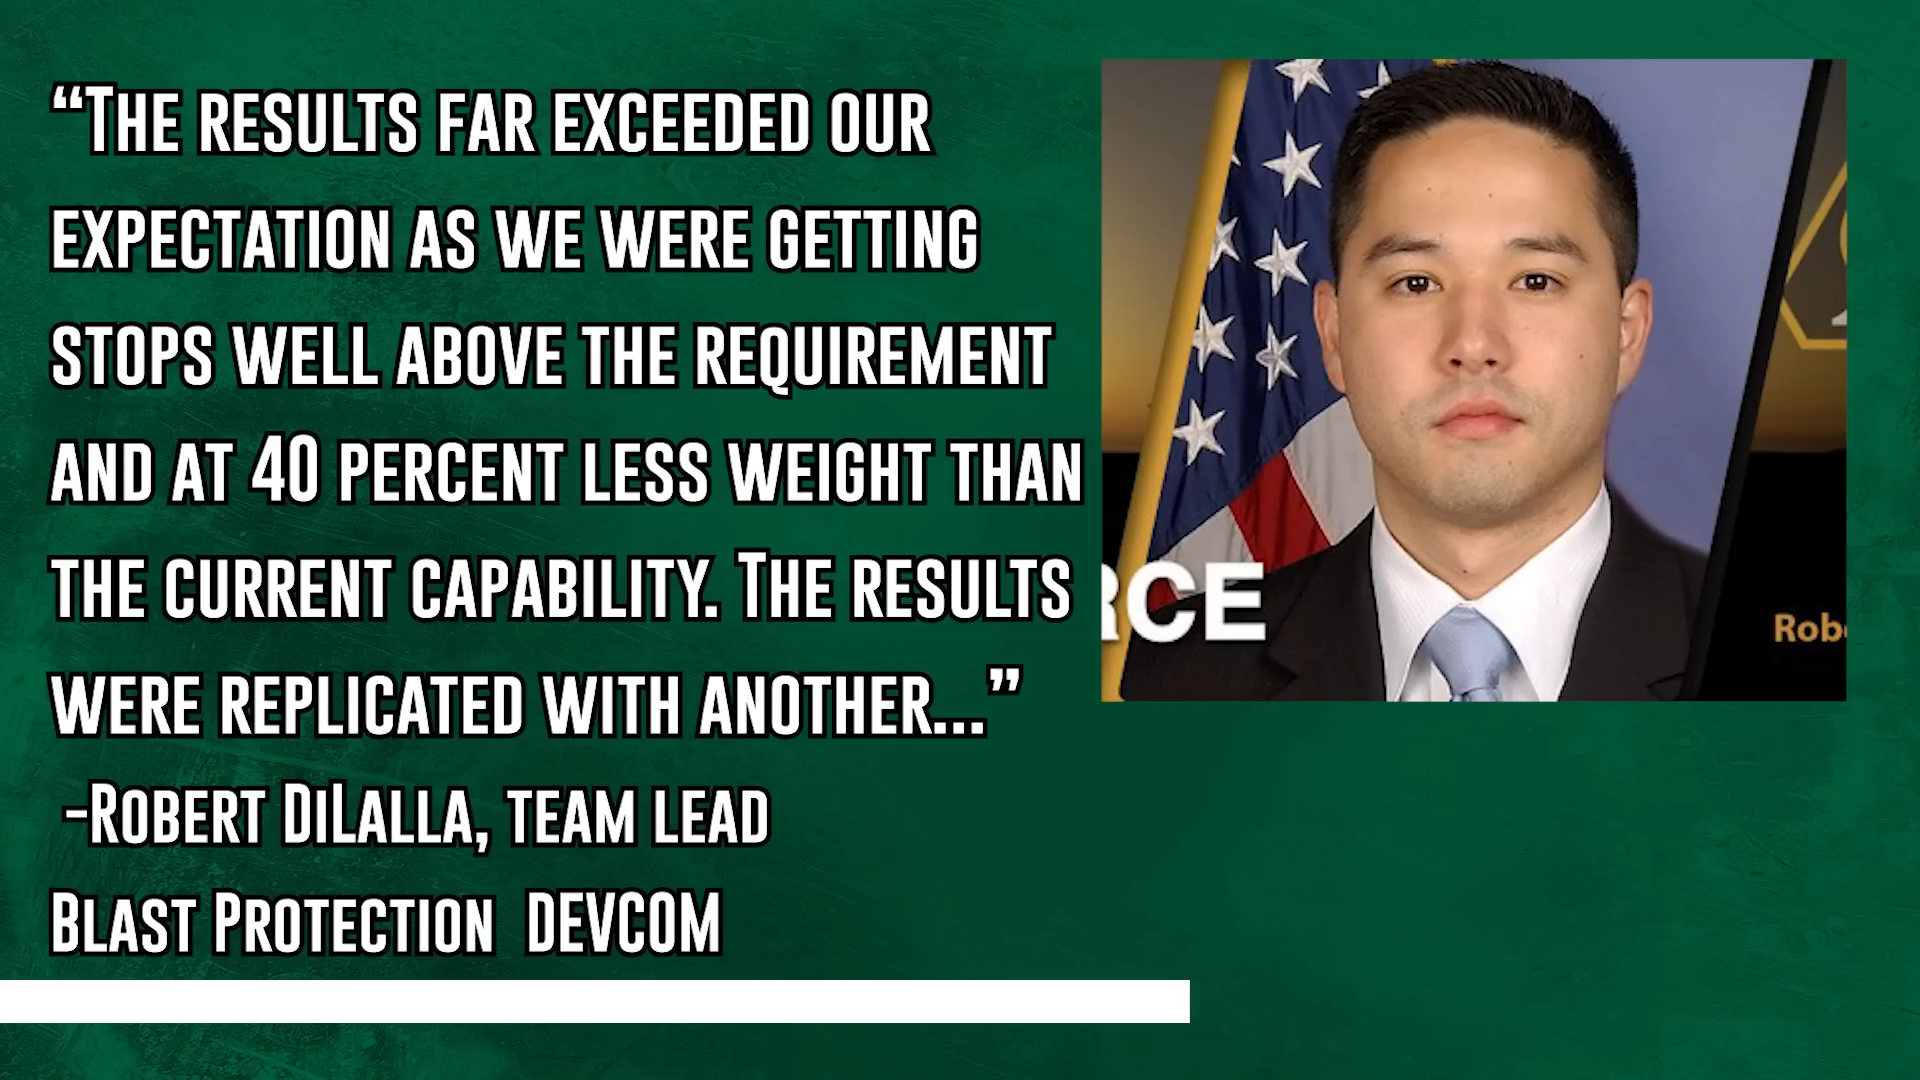 “The results far exceeded our
expectation as we were getting
stops well above the requirement
and at 40 percent less weight than
the current capability. The results
were replicated with another...”
-Robert DiLalla, team lead
Blast Protection DEVCOM
RCE
Rob